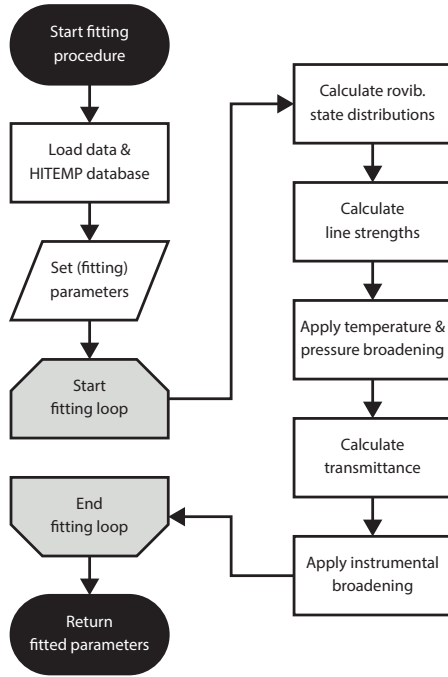 Start fitting
procedure
Load data &
HITEMP database
Set (fitting)
parameters
Start
fitting loop
Calculate rovib.
state distributions
Calculate
line strengths
Apply temperature &
pressure broadening
Calculate
transmittance
Apply instrumental
broadening
End
fitting loop
Return
fitted parameters